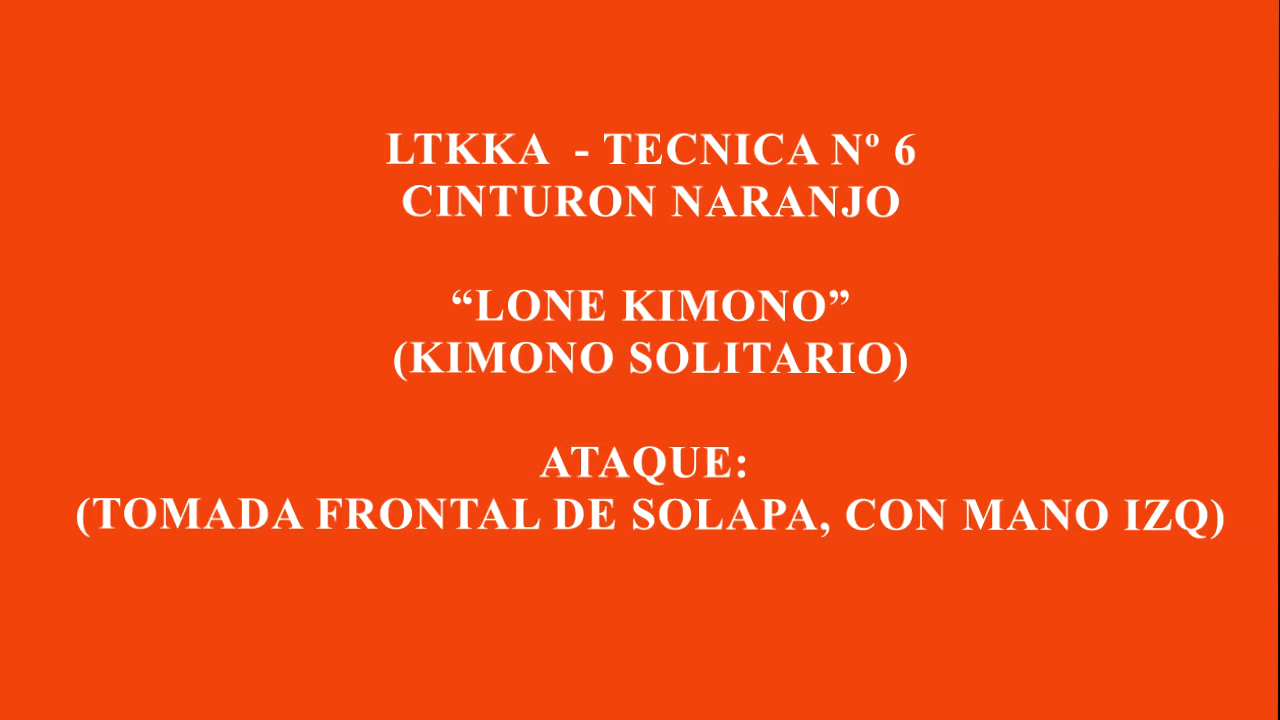 LTKKA - TECNICA Nº 6
CINTURON NARANJO
“LONE KIMONO”
(KIMONO SOLITARIO)
ATAQUE:
(TOMADA FRONTAL DE SOLAPA, CON MANO IZQ)